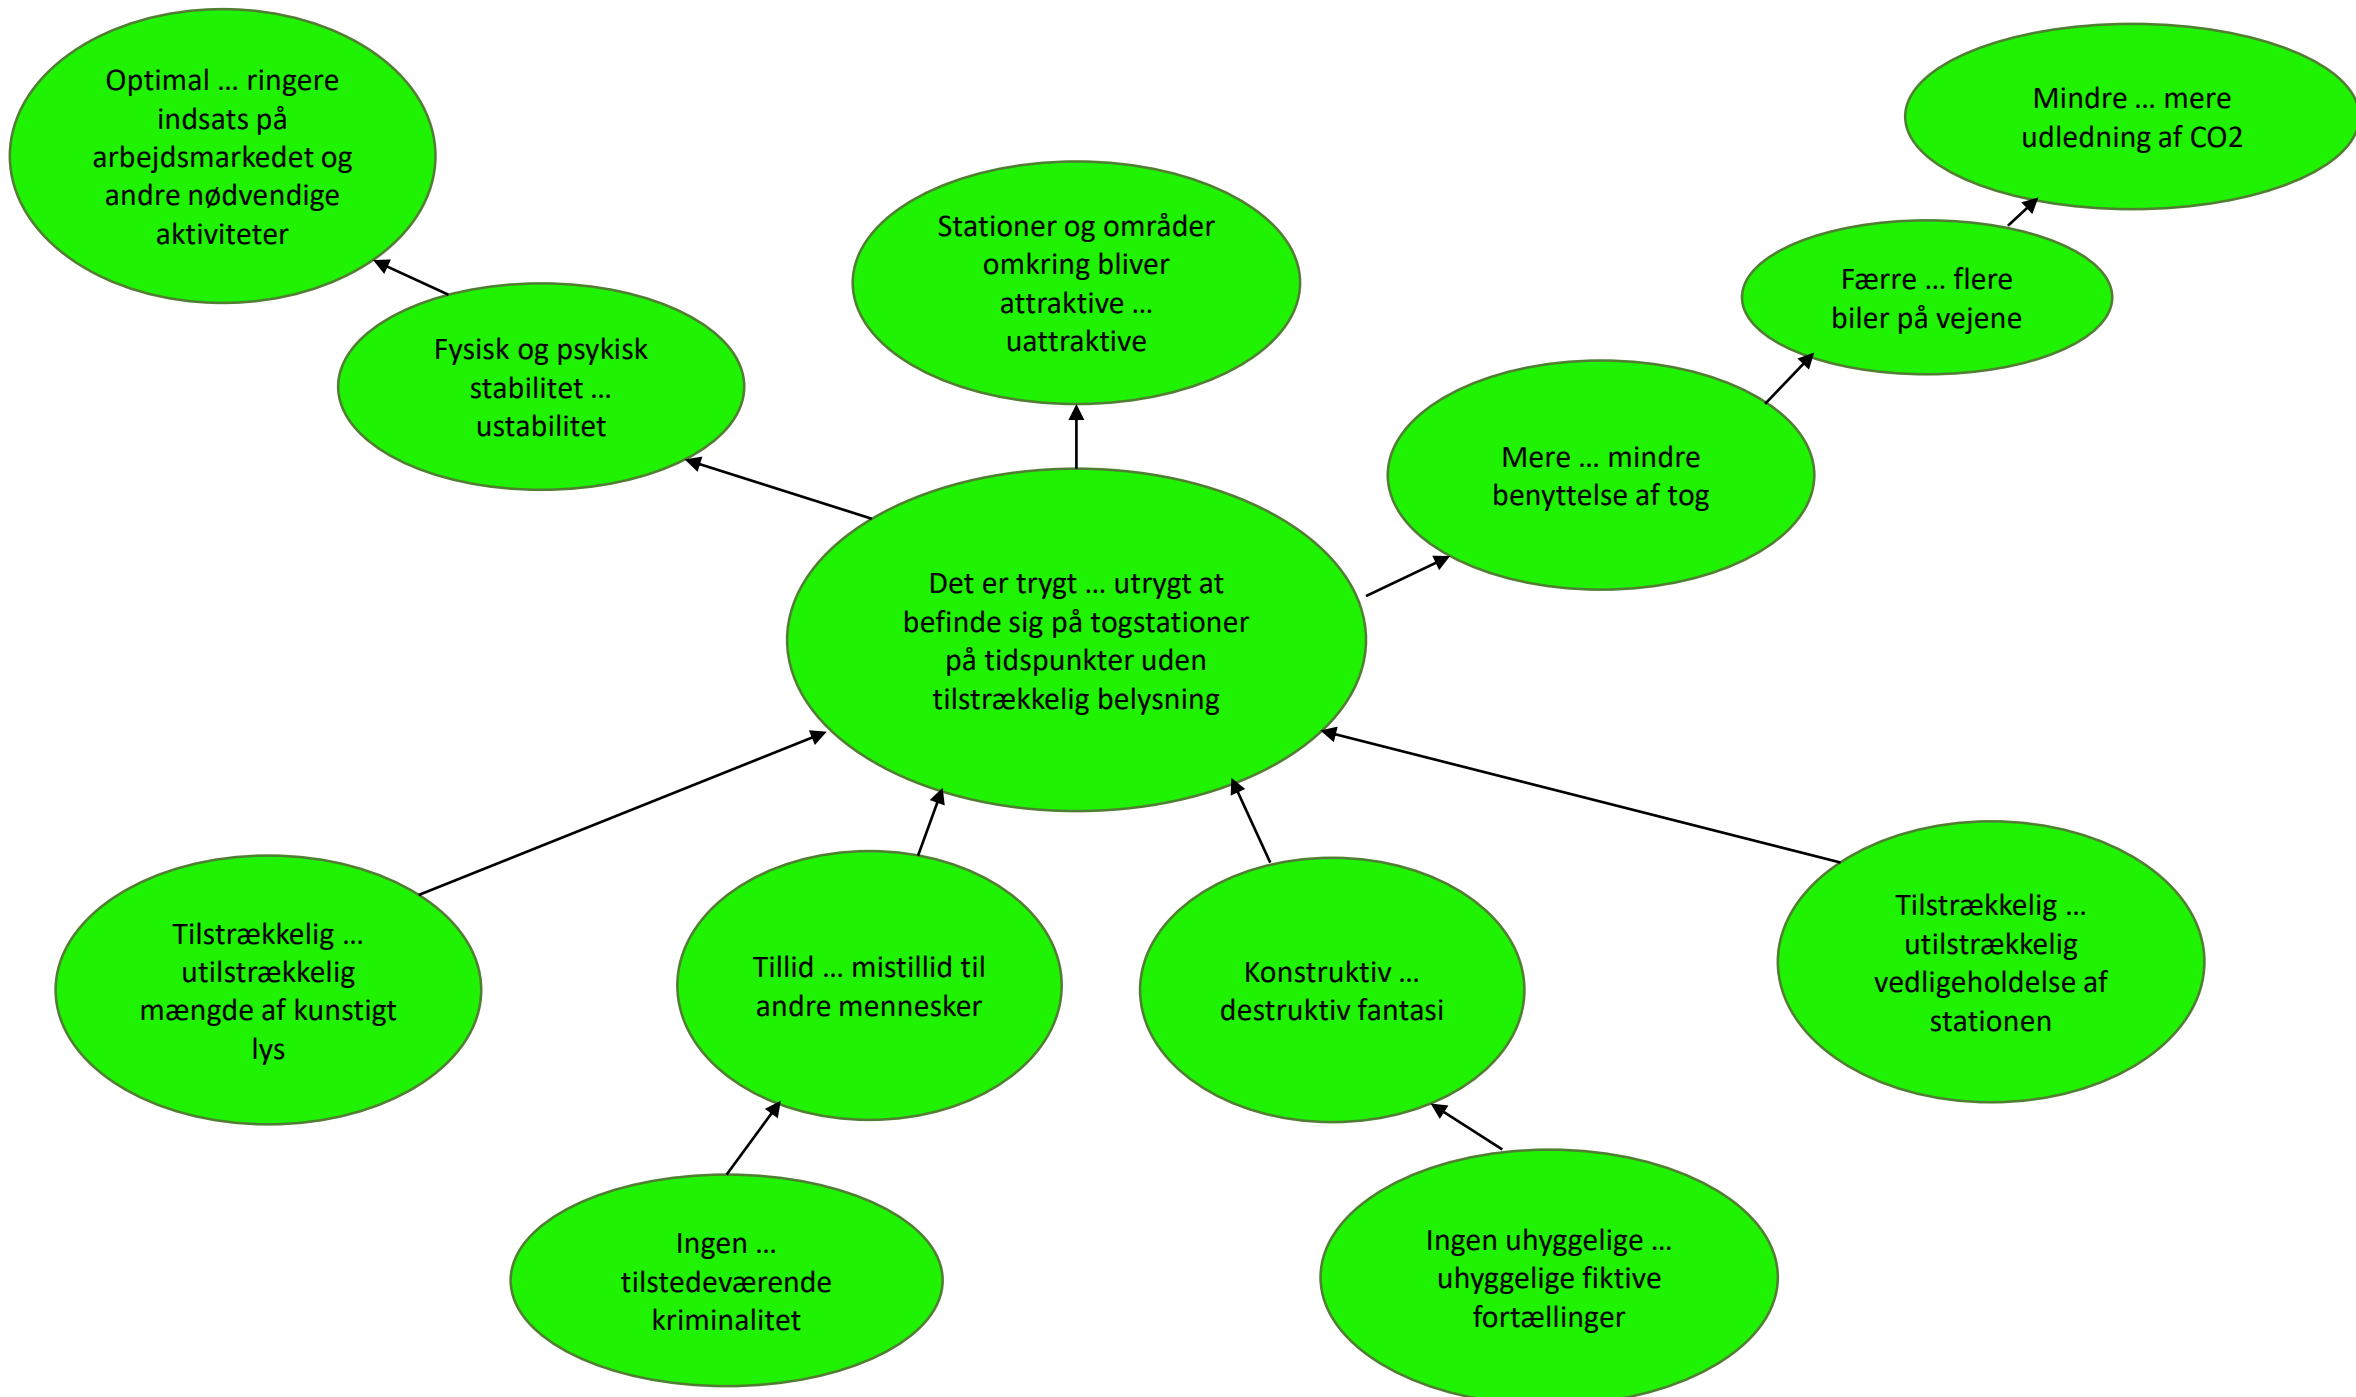 Optimal … ringere
indsats på
arbejdsmarkedet og
andre nødvendige
aktiviteter
Mindre … mere
udledning af CO2
Stationer og områder
omkring bliver
attraktive …
uattraktive
Færre … flere
biler på vejene
Fysisk og psykisk
stabilitet …
ustabilitet
Mere … mindre
benyttelse af tog
Det er trygt … utrygt at
befinde sig på togstationer
på tidspunkter uden
tilstrækkelig belysning
Tilstrækkelig …
utilstrækkelig
mængde af kunstigt
lys
Tillid … mistillid til
andre mennesker
Konstruktiv …
destruktiv fantasi
Tilstrækkelig …
utilstrækkelig
vedligeholdelse af
stationen
Ingen …
tilstedeværende
kriminalitet
Ingen uhyggelige …
uhyggelige fiktive
fortællinger